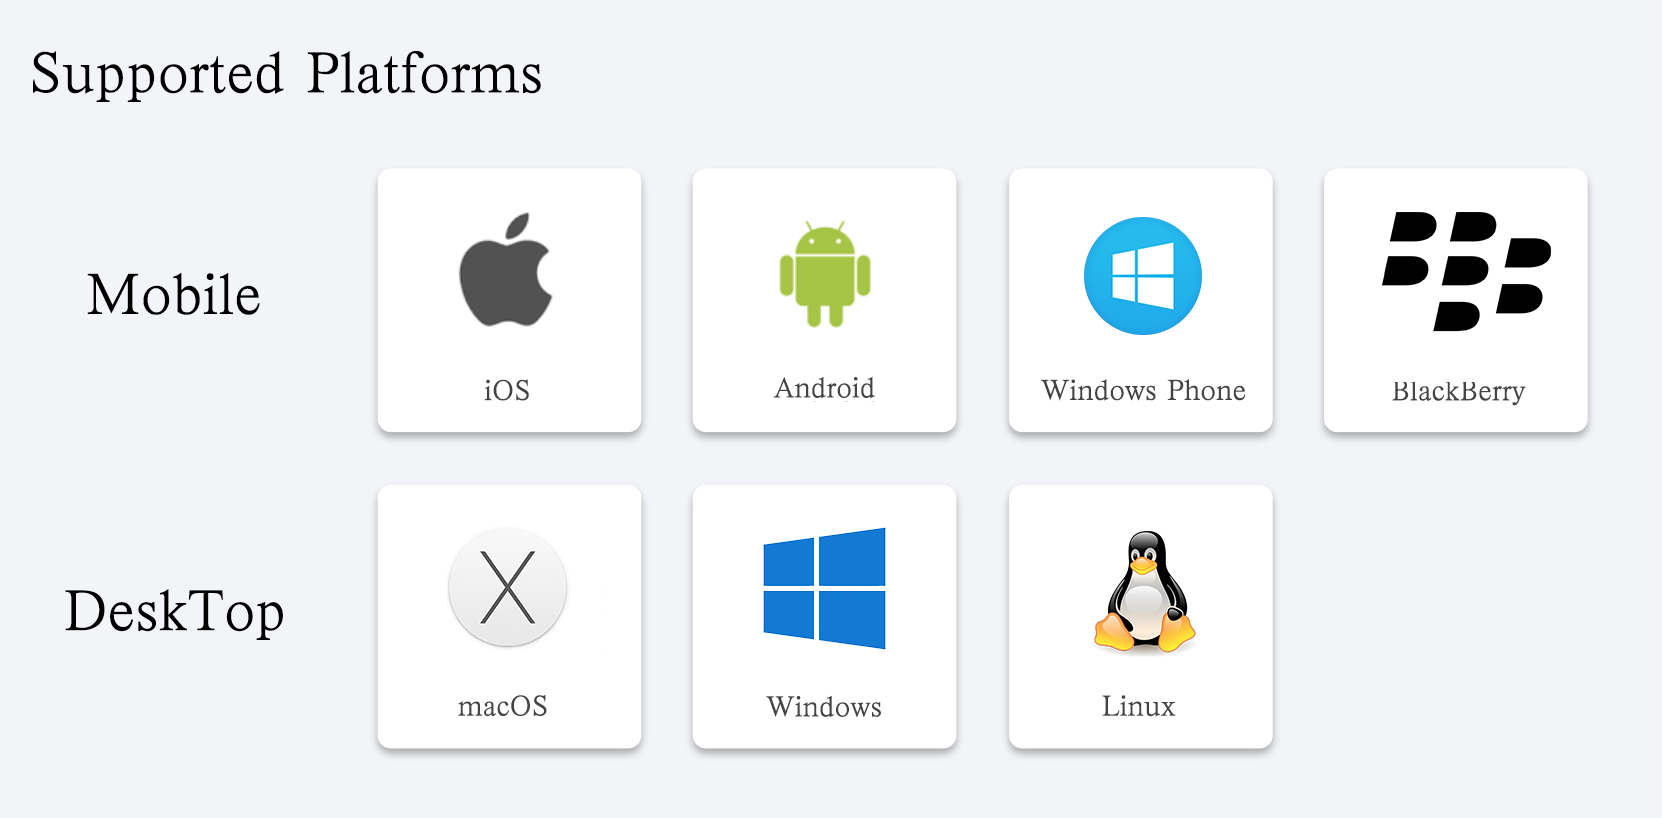 Supported Platforms
Mobile
iOS
Android
Windows Phone
BlackBerry
DeskTop
macOS
Windows
Linux